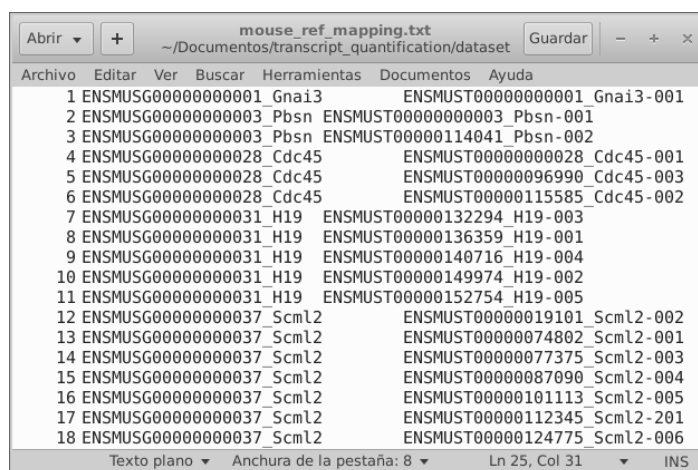 Abrir
+
mouse_ref_mapping.txt
~/Documentos/transcript_quantification/dataset
Guardar
Archivo Editar Ver Buscar Herramientas Documentos Ayuda
1 ENSMUSG00000000001_Gnai3 ENSMUST00000000001_Gnai3-001
2 ENSMUSG00000000003_Pbsn ENSMUST00000000003_Pbsn-001
3 ENSMUSG00000000003_Pbsn ENSMUST00000114041_Pbsn-002
4 ENSMUSG00000000028_Cdc45 ENSMUST00000000028_Cdc45-001
5 ENSMUSG00000000028_Cdc45 ENSMUST00000096990_Cdc45-003
6 ENSMUSG00000000028_Cdc45 ENSMUST00000115585_Cdc45-002
7 ENSMUSG00000000031_H19 ENSMUST00000132294_H19-003
8 ENSMUSG00000000031_H19 ENSMUST00000136359_H19-001
9 ENSMUSG00000000031_H19 ENSMUST00000140716_H19-004
10 ENSMUSG00000000031_H19 ENSMUST00000149974_H19-002
11 ENSMUSG00000000031_H19 ENSMUST00000152754_H19-005
12 ENSMUSG00000000037_Scml2 ENSMUST00000019101_Scml2-002
13 ENSMUSG00000000037_Scml2 ENSMUST00000074802_Scml2-001
14 ENSMUSG00000000037_Scml2 ENSMUST00000077375_Scml2-003
15 ENSMUSG00000000037_Scml2 ENSMUST00000087090_Scml2-004
16 ENSMUSG00000000037_Scml2 ENSMUST00000101113_Scml2-005
17 ENSMUSG00000000037_Scml2 ENSMUST00000112345_Scml2-201
18 ENSMUSG00000000037_Scml2 ENSMUST00000124775_Scml2-006
Texto plano Anchura de la pestaña: 8 Ln 25, Col 31 INS